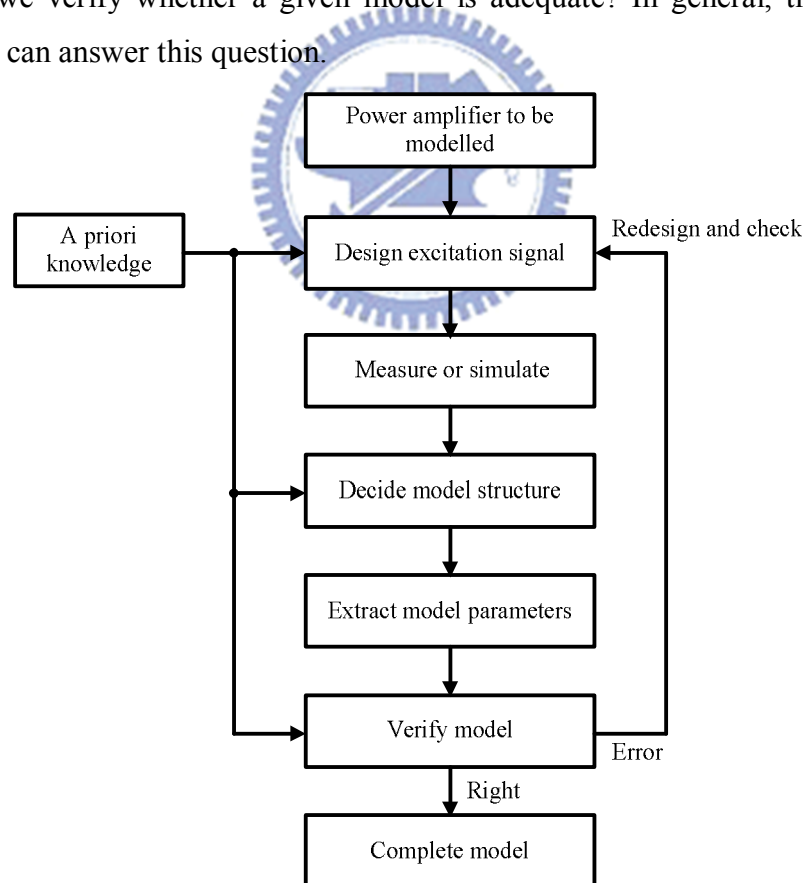 we verify whether a given model is adequate? In general,
can answer this question.
Power amplifier to be
modelled
A priori
knowledge
Design excitation signal
Redesign and check
Measure or simulate
Decide model structure
Extract model parameters
Verify model
Error
Right
Complete model